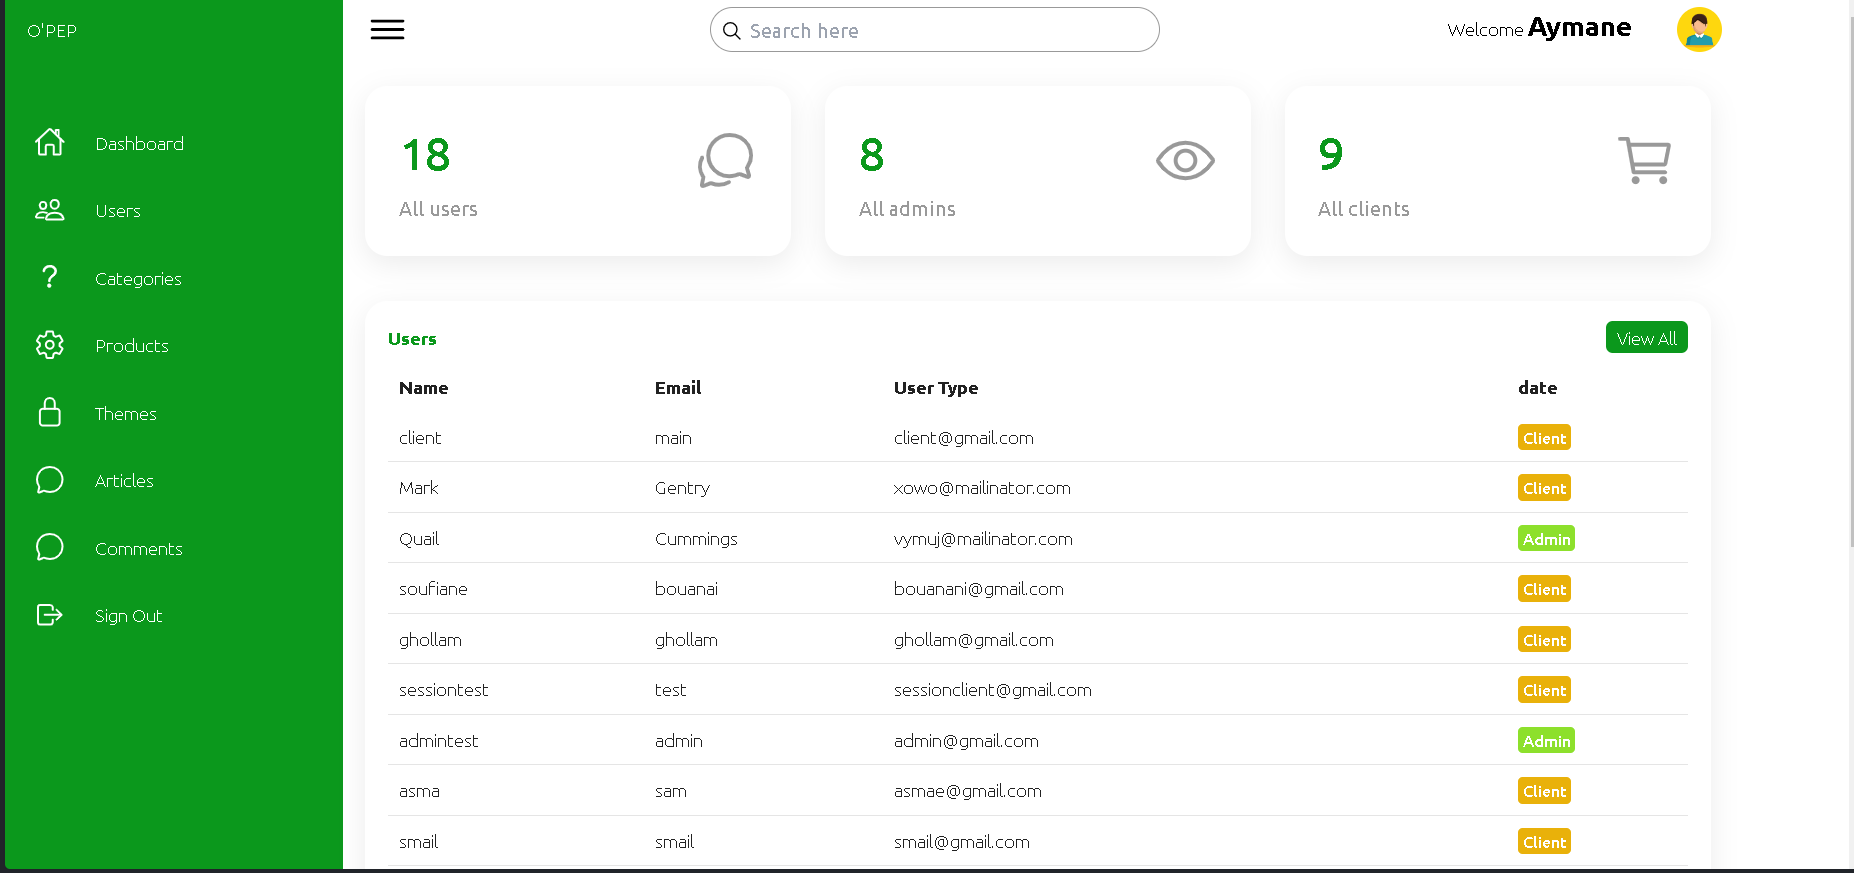 O'PEP
Search here
Welcome Aymane
Dashboard
Users
Categories
Products
Themes
Articles
Comments
Sign Out
18
All users
8
All admins
9
All clients
Users
View All
Name Email User Type date
client main client@gmail.com Client
Mark Gentry xowo@mailinator.com Client
Quail Cummings vymuj@mailinator.com Admin
soufiane bouanai bouanani@gmail.com Client
ghollam ghollam ghollam@gmail.com Client
sessiontest test sessionclient@gmail.com Client
admintest admin admin@gmail.com Admin
asma sam asmae@gmail.com Client
smail smail smail@gmail.com Client